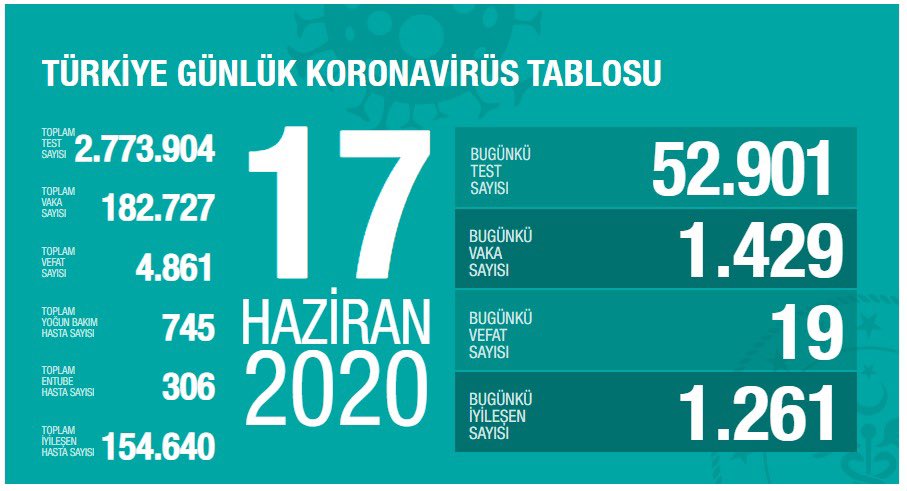 TÜRKİYE GÜNLÜK KORONAVİRÜS TABLOSU
TOPLAM
TEST
SAYISI
2.773.904
TOPLAM
VAKA
SAYISI
182.727
TOPLAM
VEFAT
SAYISI
4.861
TOPLAM
YOĞUN BAKIM
HASTA SAYISI
745
TOPLAM
ENTUBE
HASTA SAYISI
306
TOPLAM
İYİLEŞEN
HASTA SAYISI
154.640
17
HAZİRAN
2020
BUGÜNKÜ
TEST
SAYISI
52.901
BUGÜNKÜ
VAKA
SAYISI
1.429
BUGÜNKÜ
VEFAT
SAYISI
19
BUGÜNKÜ
İYİLEŞEN
SAYISI
1.261